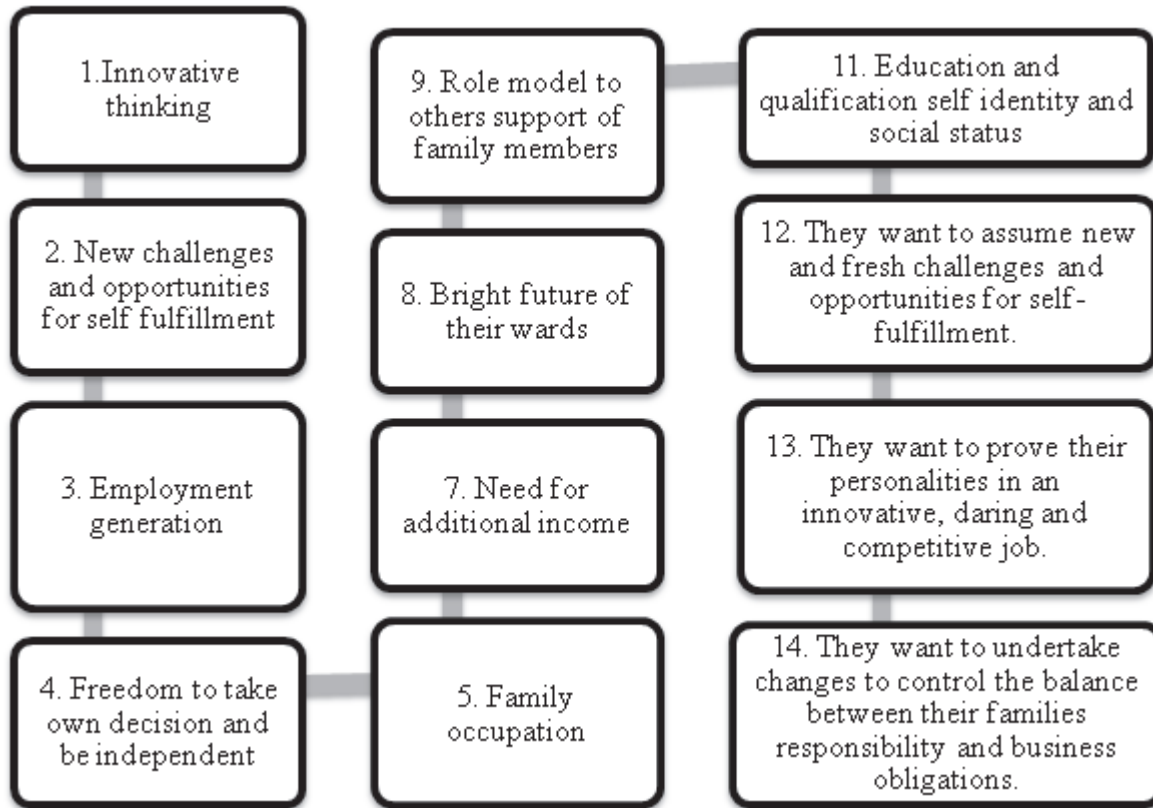 1.Innovative
thinking
2. New challenges
and opportunities
for self fulfillment
3. Employment
generation
4. Freedom to take
own decision and
be independent
5. Family
occupation
7. Need for
additional income
8. Bright future of
their wards
9. Role model to
others support of
family members
11. Education and
qualification self identity and
social status
12. They want to assume new
and fresh challenges and
opportunities for self-
fulfillment.
13. They want to prove their
personalities in an
innovative, daring and
competitive job.
14. They want to undertake
changes to control the balance
between their families
responsibility and business
obligations.